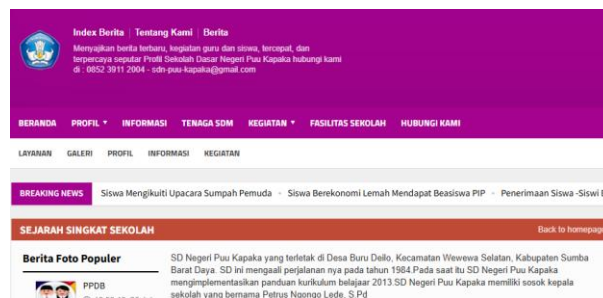 Index Berita | Tentang Kami | Berita
Menyajikan berita terbaru, kegiatan guru dan siswa, tercepat, dan
terpercaya seputar Profil Sekolah Dasar Negeri Puu Kapaka hubungi kami
di : 0852 3911 2004 - sdn-puu-kapaka@gmail.com
BERANDA PROFIL INFORMASI TENAGA SDM KEGIATAN FASILITAS SEKOLAH HUBUNGI KAMI
LAYANAN GALERI PROFIL INFORMASI KEGIATAN
BREAKING NEWS Siswa Mengikuti Upacara Sumpah Pemuda - Siswa Berekonomi Lemah Mendapat Beasiswa PIP - Penerimaan Siswa -Siswi
SEJARAH SINGKAT SEKOLAH Back to homepage
Berita Foto Populer
PPDB
SD Negeri Puu Kapaka yang terletak di Desa Buru Deilo, Kecamatan Wewewa Selatan, Kabupaten Sumba
Barat Daya. SD ini mengaali perjalanan nya pada tahun 1984.Pada saat itu SD Negeri Puu Kapaka
mengimplementasikan panduan kurikulum belajaar 2013.SD Negeri Puu Kapaka memiliki sosok kepala
sekolah yang bernama Petrus Ngongo Lede, S.Pd